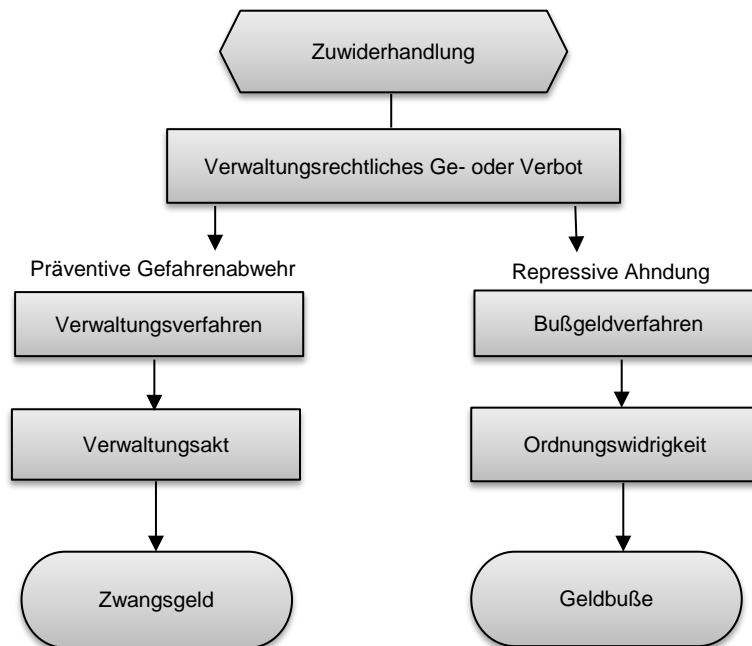 Zuwiderhandlung
Verwaltungsrechtliches Ge- oder Verbot
Präventive Gefahrenabwehr
Repressive Ahndung
Verwaltungsverfahren
Bußgeldverfahren
Verwaltungsakt
Ordnungswidrigkeit
Zwangsgeld
Geldbuße